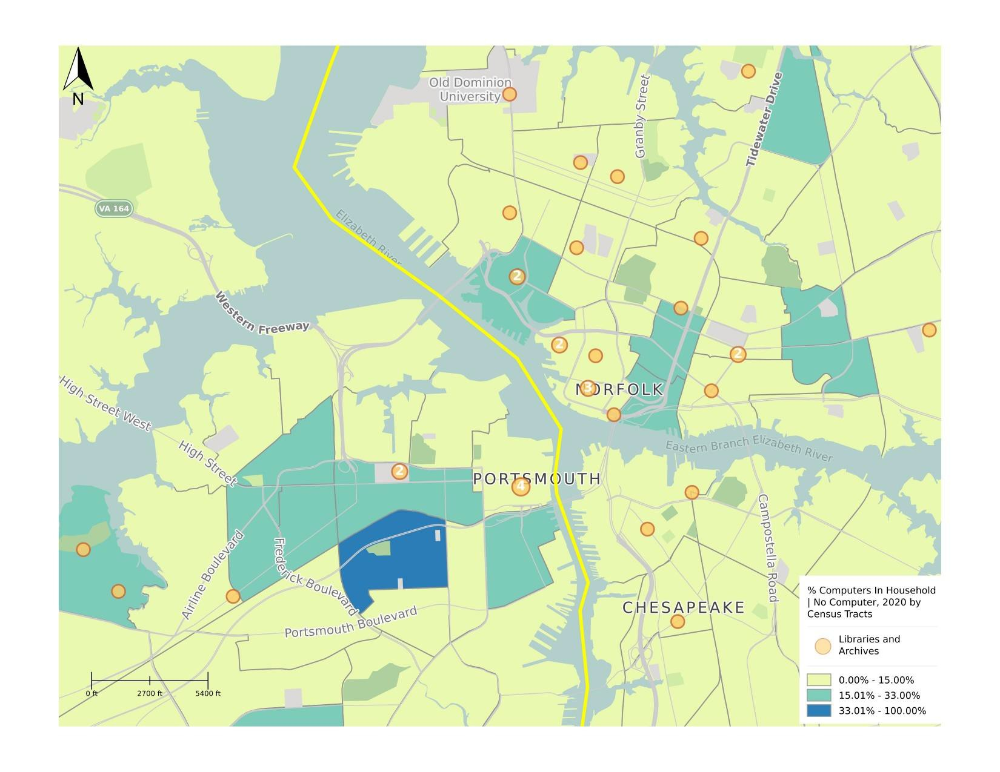 N
Old Dominion
University
Granby Street
Tidewater Drive
VA 164
Elizabeth River
Western Freeway
2
2
2
3
NORFOLK
High Street West
High Street
Eastern Branch Elizabeth River
2
PORTSMOUTH
4
Campostella Road
Airline Boulevard
Frederick Boulevard
Portsmouth Boulevard
CHESAPEAKE
0 ft
2700 ft
5400 ft
% Computers In Household
| No Computer, 2020 by
Census Tracts
Libraries and
Archives
0.00% - 15.00%
15.01% - 33.00%
33.01% - 100.00%